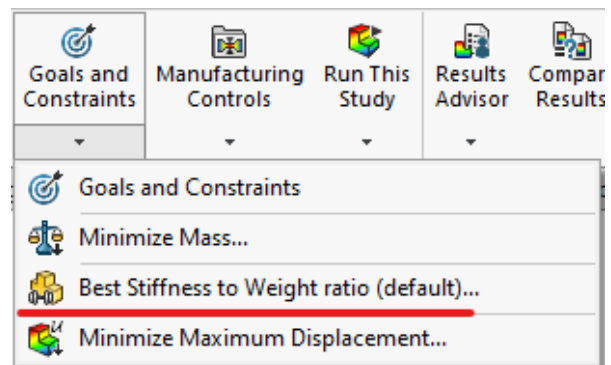 Goals and Constraints
Manufacturing Controls
Run This Study
Results Advisor
Compar Results
Goals and Constraints
Minimize Mass...
Best Stiffness to Weight ratio (default)...
Minimize Maximum Displacement...